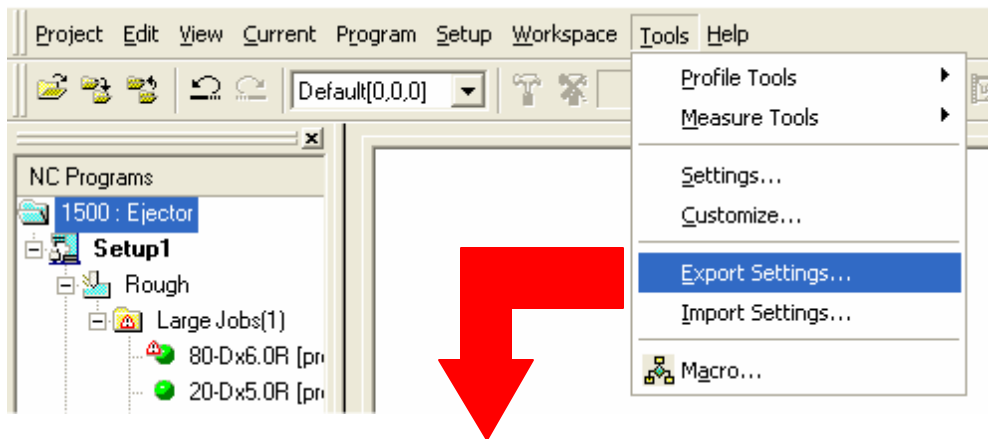 Project Edit View Current Program Setup Workspace Tools Help
Default[0,0,0]
Profile Tools
Measure Tools
Settings...
Customize...
Export Settings...
Import Settings...
Macro...
NC Programs
1500 : Ejector
Setup1
Rough
Large Jobs(1)
80-Dx6.0R [pr
20-Dx5.0R [pr